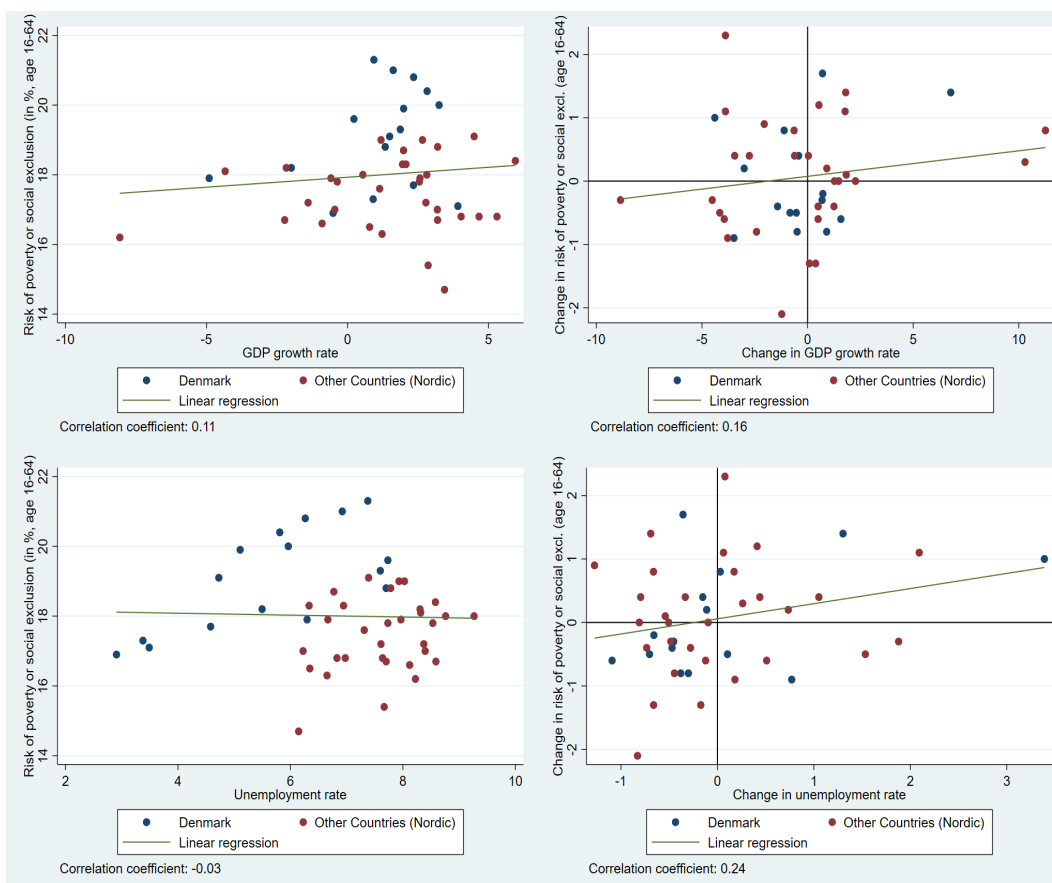 Risk of poverty or social exclusion (in %, age 16-64)
22
20
18
16
14
-10
-5
0
5
GDP growth rate
Denmark
Other Countries (Nordic)
Linear regression
Correlation coefficient: 0.11
Change in risk of poverty or social excl. (age 16-64)
2
1
0
-1
-2
-10
-5
0
5
10
Change in GDP growth rate
Denmark
Other Countries (Nordic)
Linear regression
Correlation coefficient: 0.16
Risk of poverty or social exclusion (in %, age 16-64)
22
20
18
16
14
2
4
6
8
10
Unemployment rate
Denmark
Other Countries (Nordic)
Linear regression
Correlation coefficient: -0.03
Change in risk of poverty or social excl. (age 16-64)
2
1
0
-1
-2
-1
0
1
2
3
Change in unemployment rate
Denmark
Other Countries (Nordic)
Linear regression
Correlation coefficient: 0.24